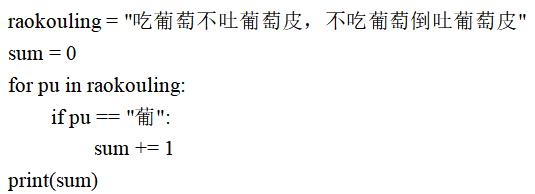 raokouling = "吃葡萄不吐葡萄皮，不吃葡萄倒吐葡萄皮"
sum = 0
for pu in raokouling:
if pu == "葡":
sum += 1
print(sum)